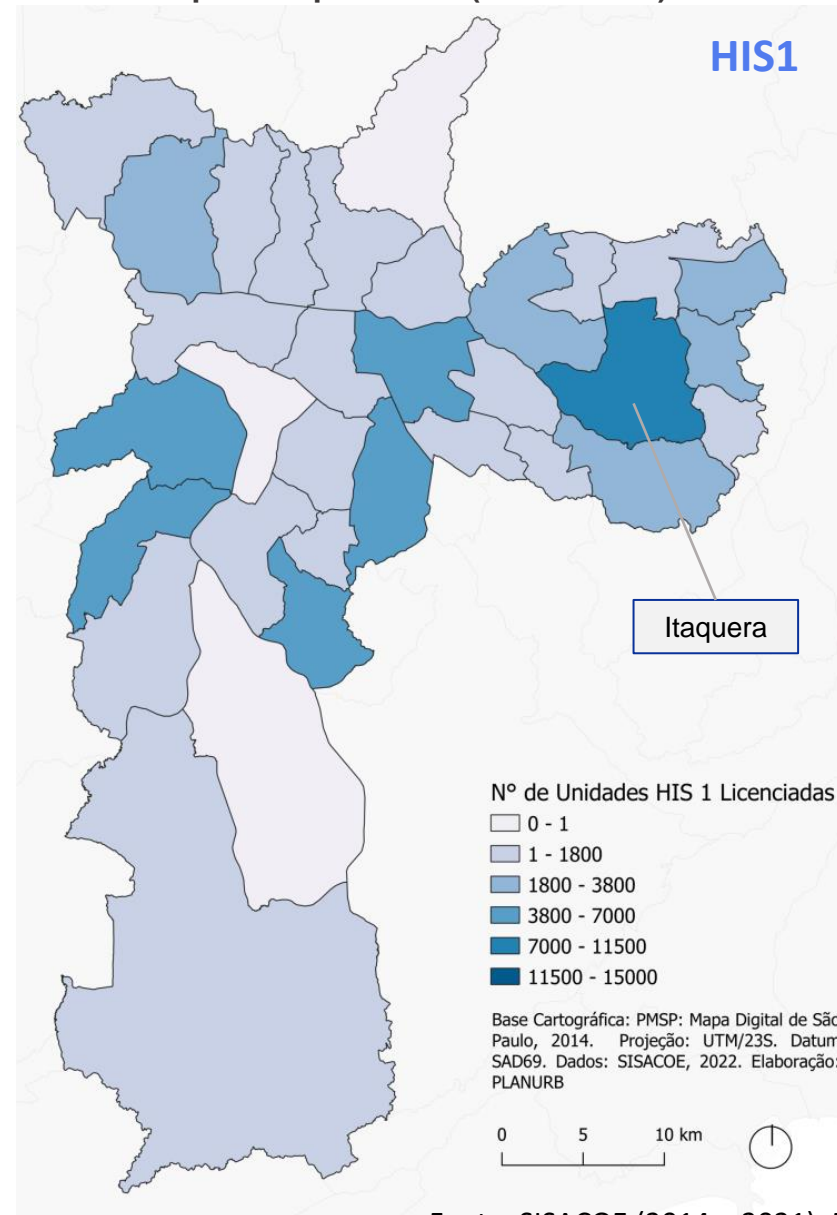 HIS1
Itaquera
N° de Unidades HIS 1 Licenciadas
0 - 1
1 - 1800
1800 - 3800
3800 - 7000
7000 - 11500
11500 - 15000
Base Cartográfica: PMSP: Mapa Digital de São
Paulo, 2014. Projeção: UTM/23S. Datum
SAD69. Dados: SISACOE, 2022. Elaboração:
PLANURB
0 5 10 km